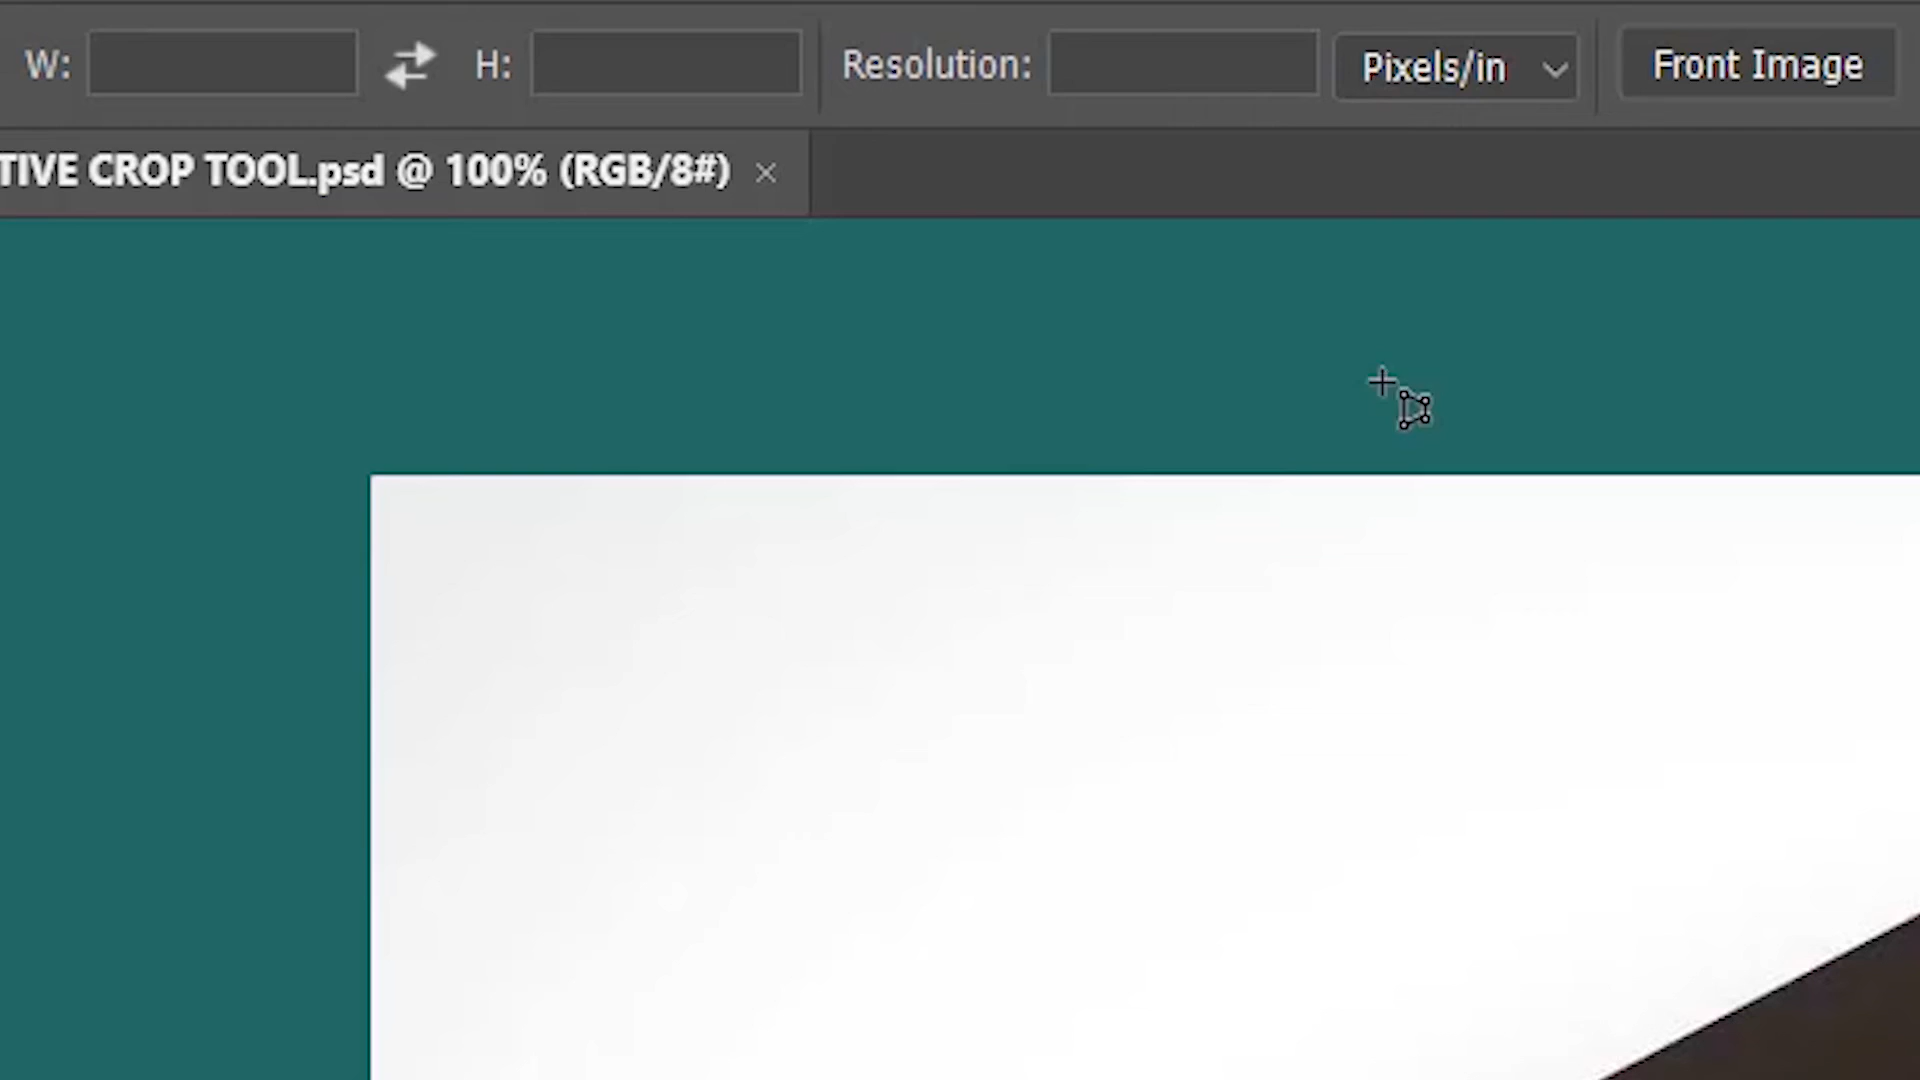 W: H: Resolution: Pixels/in Front Image
TIVE CROP TOOL.psd @ 100% (RGB/8#) ×